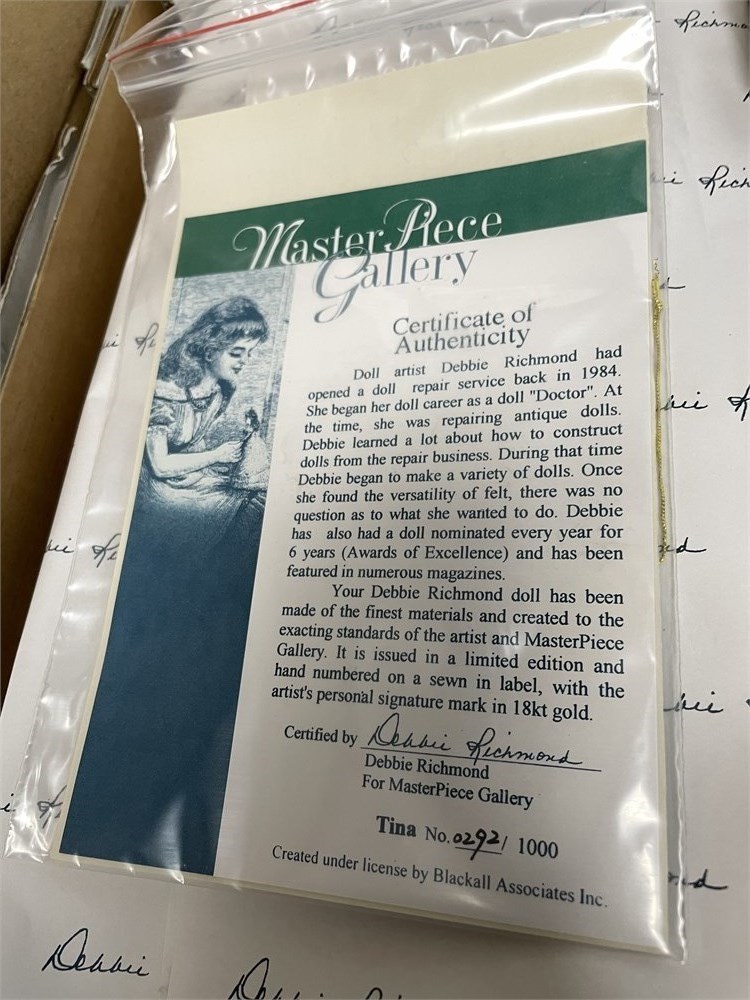 Richmo
Richm
MasterPiece
Gallery
Certificate of
Authenticity
Doll artist Debbie Richmond had
opened a doll repair service back in 1984.
She began her doll career as a doll "Doctor". At
the time, she was repairing antique dolls.
Debbie learned a lot about how to construct
dolls from the repair business. During that time
Debbie began to make a variety of dolls. Once
she found the versatility of felt, there was no
question as to what she wanted to do. Debbie
has also had a doll nominated every year for
6 years (Awards of Excellence) and has been
featured in numerous magazines.
Your Debbie Richmond doll has been
made of the finest materials and created to the
exacting standards of the artist and MasterPiece
Gallery. It is issued in a limited edition and
hand numbered on a sewn in label, with the
artist's personal signature mark in 18kt gold.
Certified by Debbie Richmond
Debbie Richmond
For MasterPiece Gallery
Tina No. 0292/ 1000
Created under license by Blackall Associates Inc.
Debbie